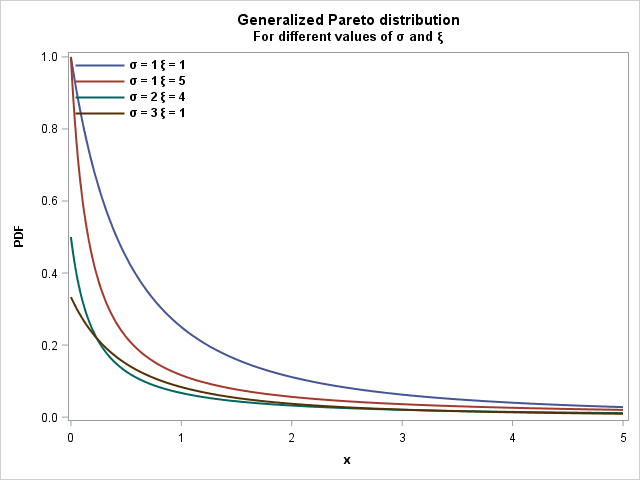 Generalized Pareto distribution
For different values of σ and ξ
σ = 1 ξ = 1
σ = 1 ξ = 5
σ = 2 ξ = 4
σ = 3 ξ = 1
1.0
0.8
0.6
0.4
0.2
0.0
PDF
0 1 2 3 4 5
x